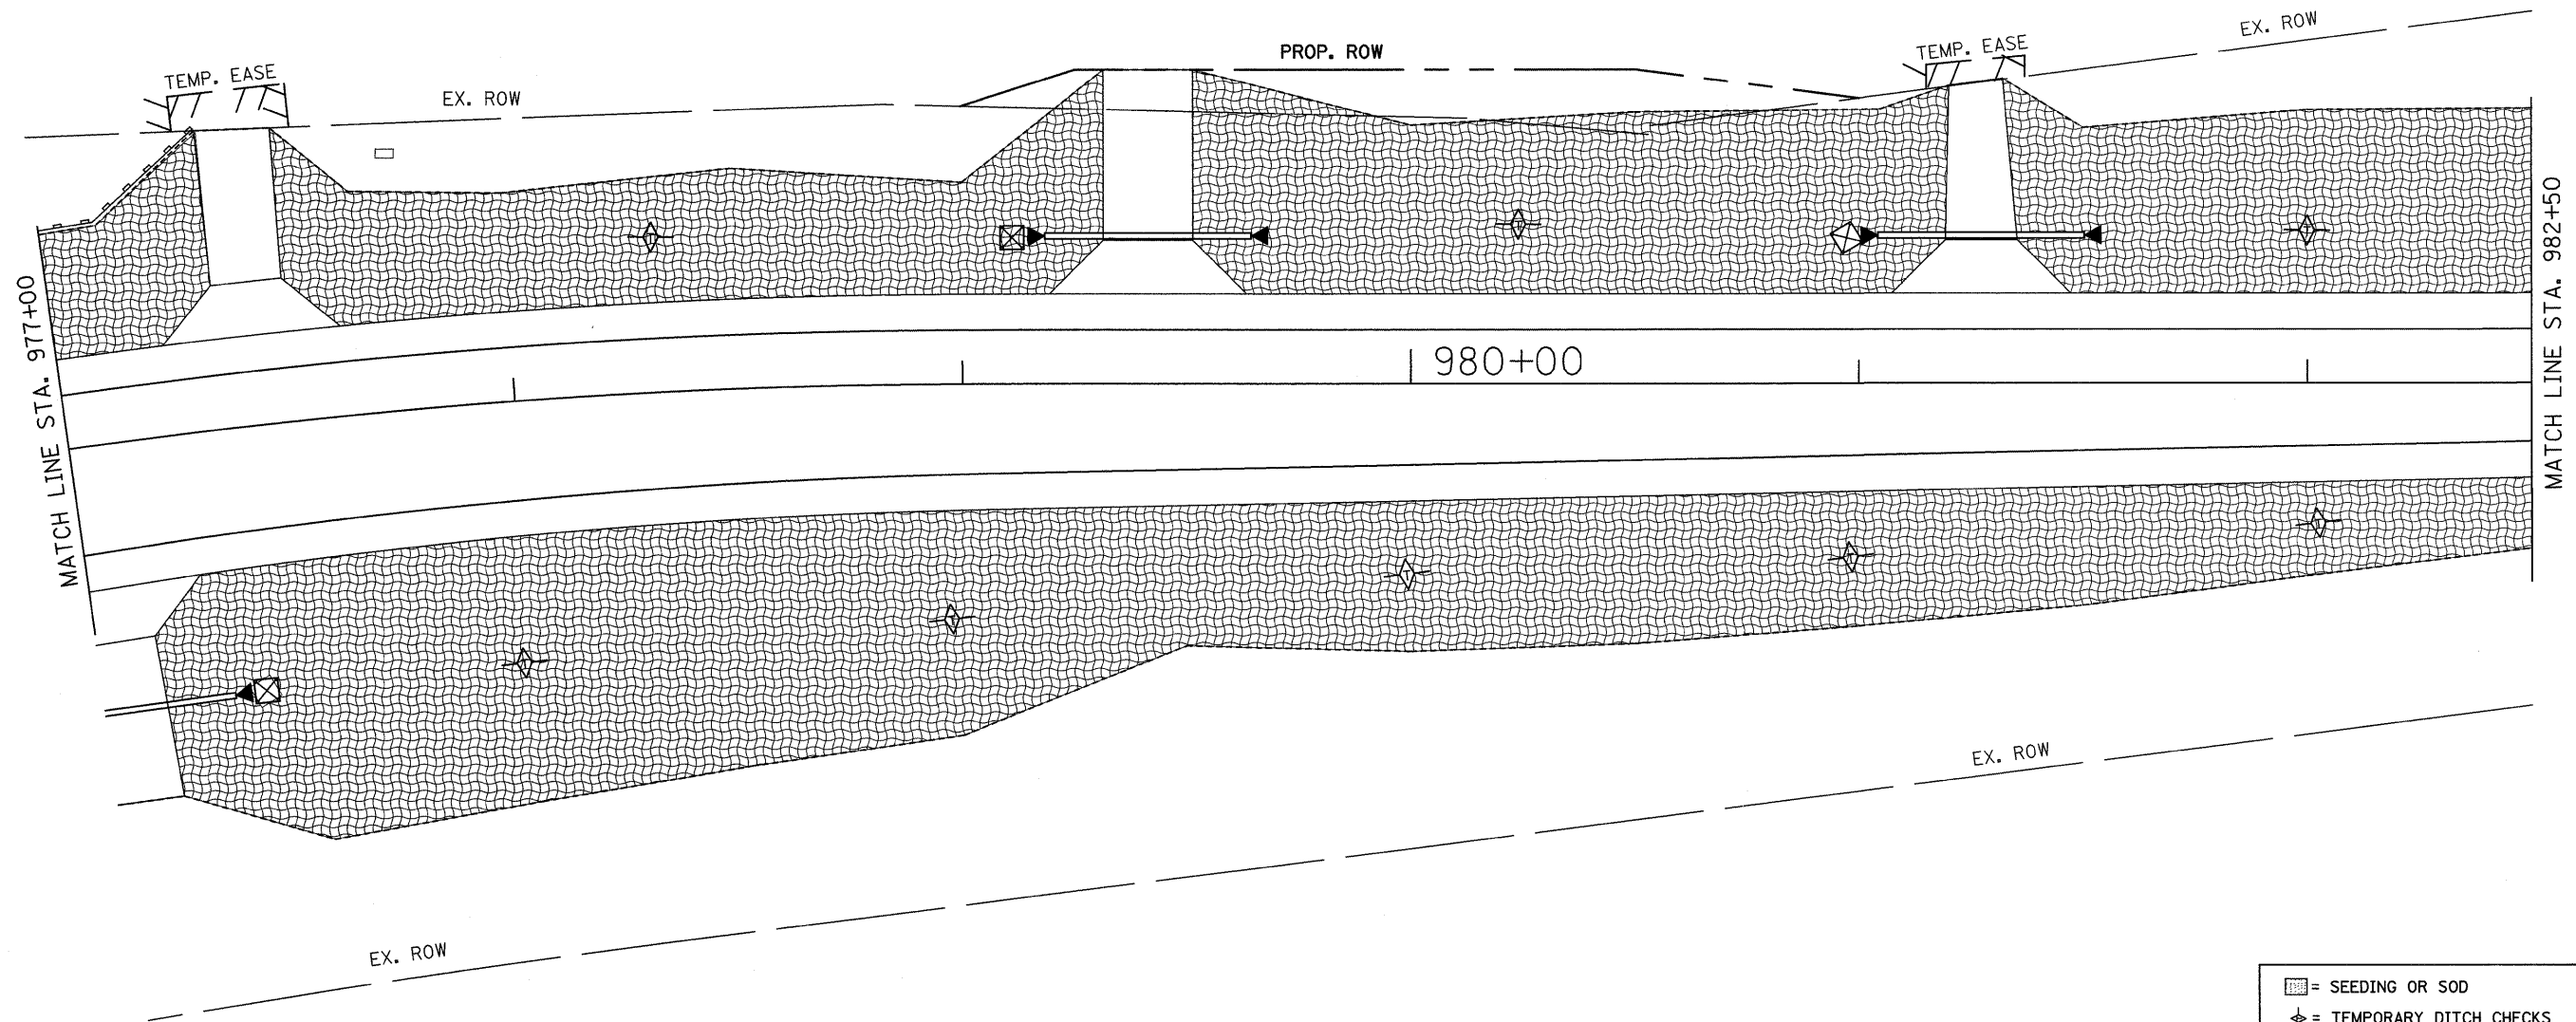 EX. ROW
PROP. ROW
TEMP. EASE
TEMP. EASE
EX. ROW
MATCH LINE STA. 977+00
MATCH LINE STA. 982+50
980+00
EX. ROW
EX. ROW
= SEEDING OR SOD
= TEMPORARY DITCH CHECKS